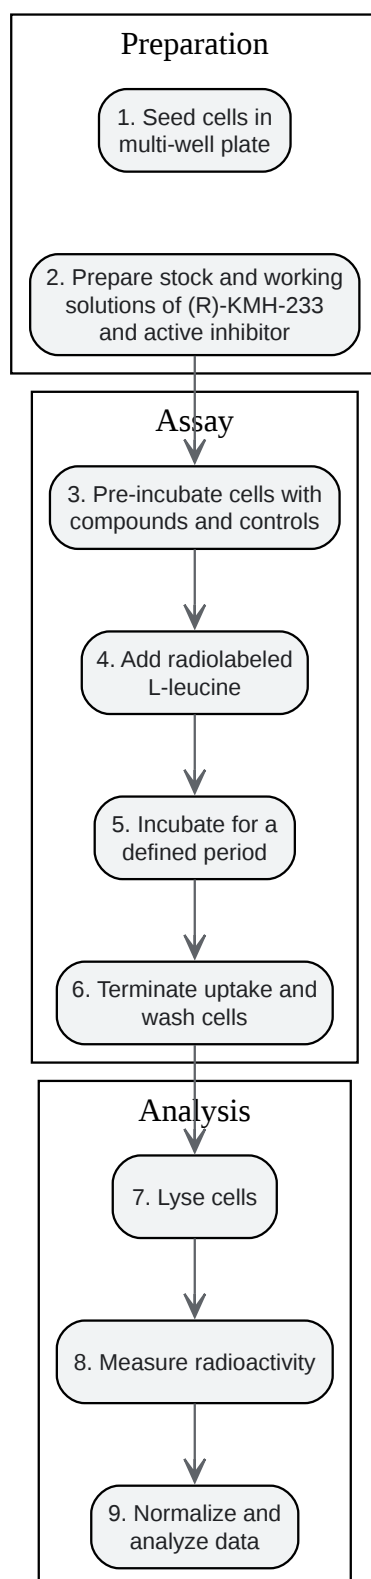 Preparation
1. Seed cells in
multi-well plate
2. Prepare stock and working
solutions of (R)-KMH-233
and active inhibitor
Assay
3. Pre-incubate cells with
compounds and controls
4. Add radiolabeled
L-leucine
5. Incubate for a
defined period
6. Terminate uptake and
wash cells
Analysis
7. Lyse cells
8. Measure radioactivity
9. Normalize and
analyze data